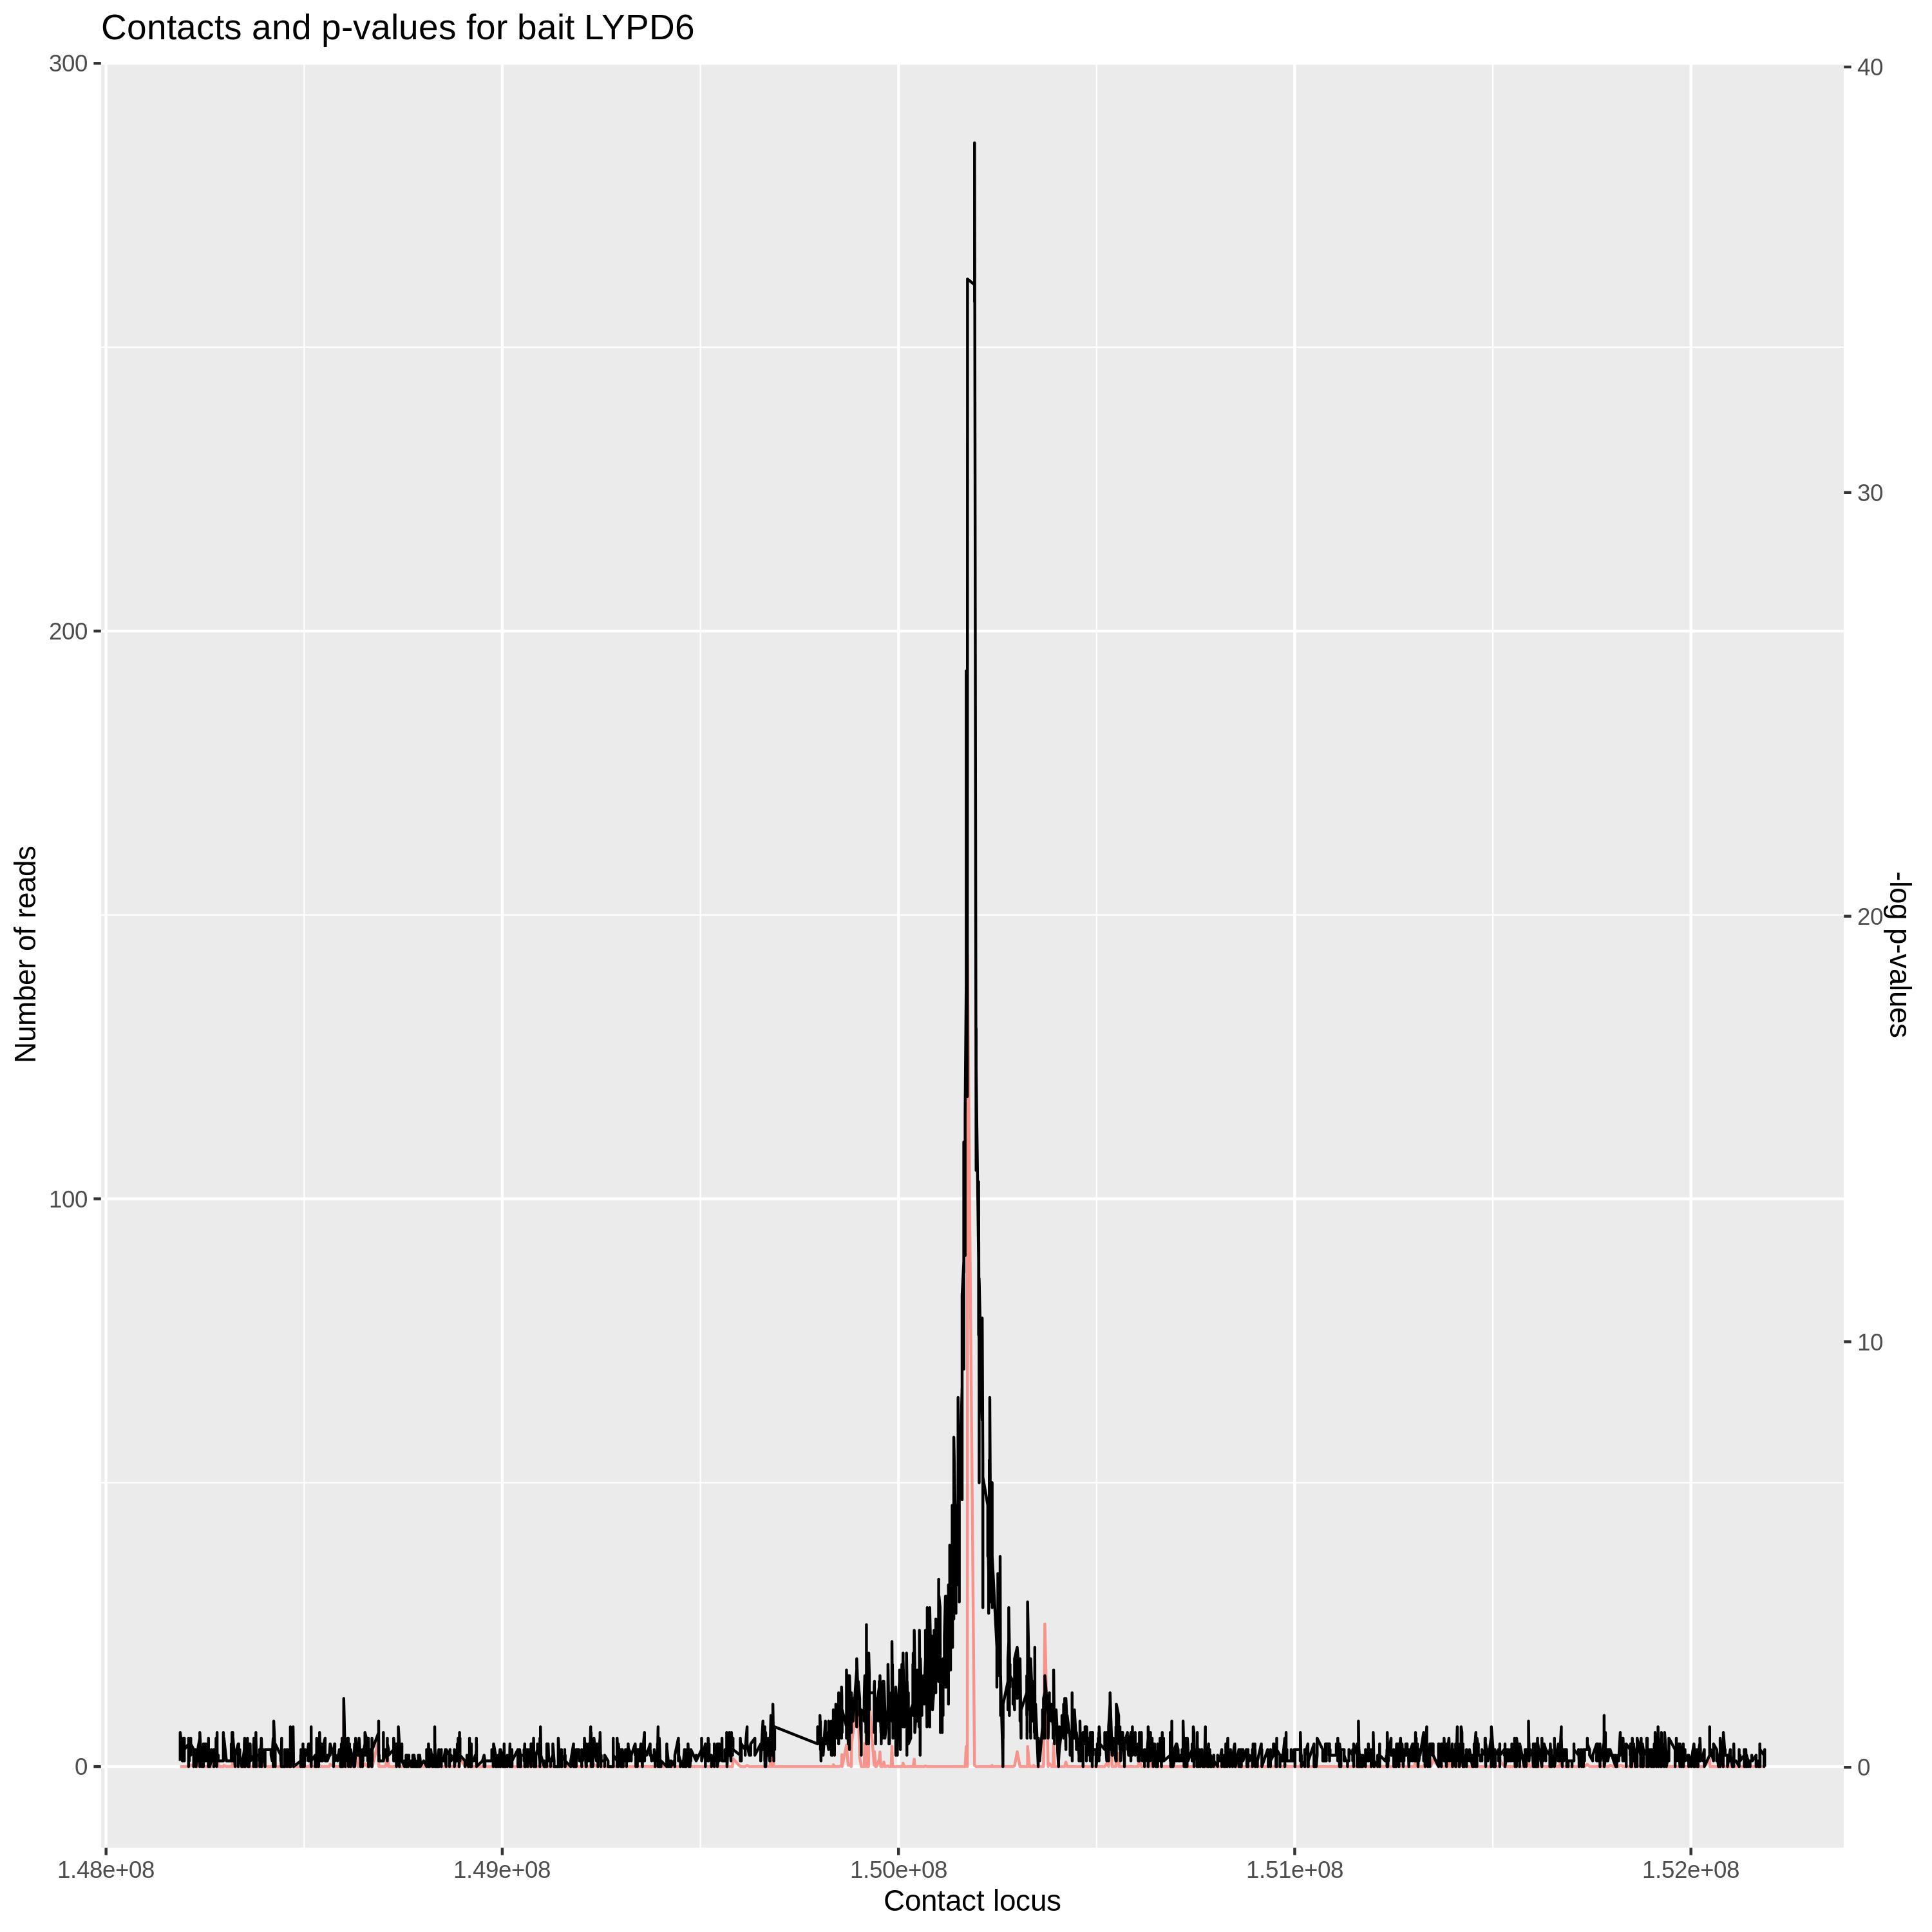 Contacts and p-values for bait LYPD6
300
200
100
0
Number of reads
40
30
20
10
0
-log p-values
1.48e+08 1.49e+08 1.50e+08 1.51e+08 1.52e+08
Contact locus